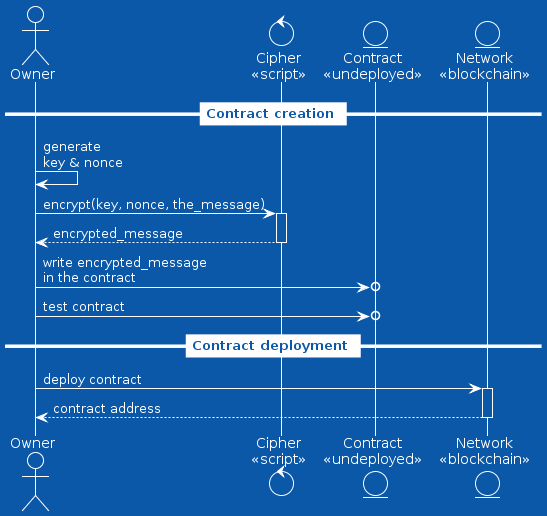 Owner
Cipher
«script»
Contract
«undeployed»
Network
«blockchain»
Contract creation
generate
key & nonce
encrypt(key, nonce, the_message)
encrypted_message
write encrypted_message
in the contract
test contract
Contract deployment
deploy contract
contract address
Owner
Cipher
«script»
Contract
«undeployed»
Network
«blockchain»